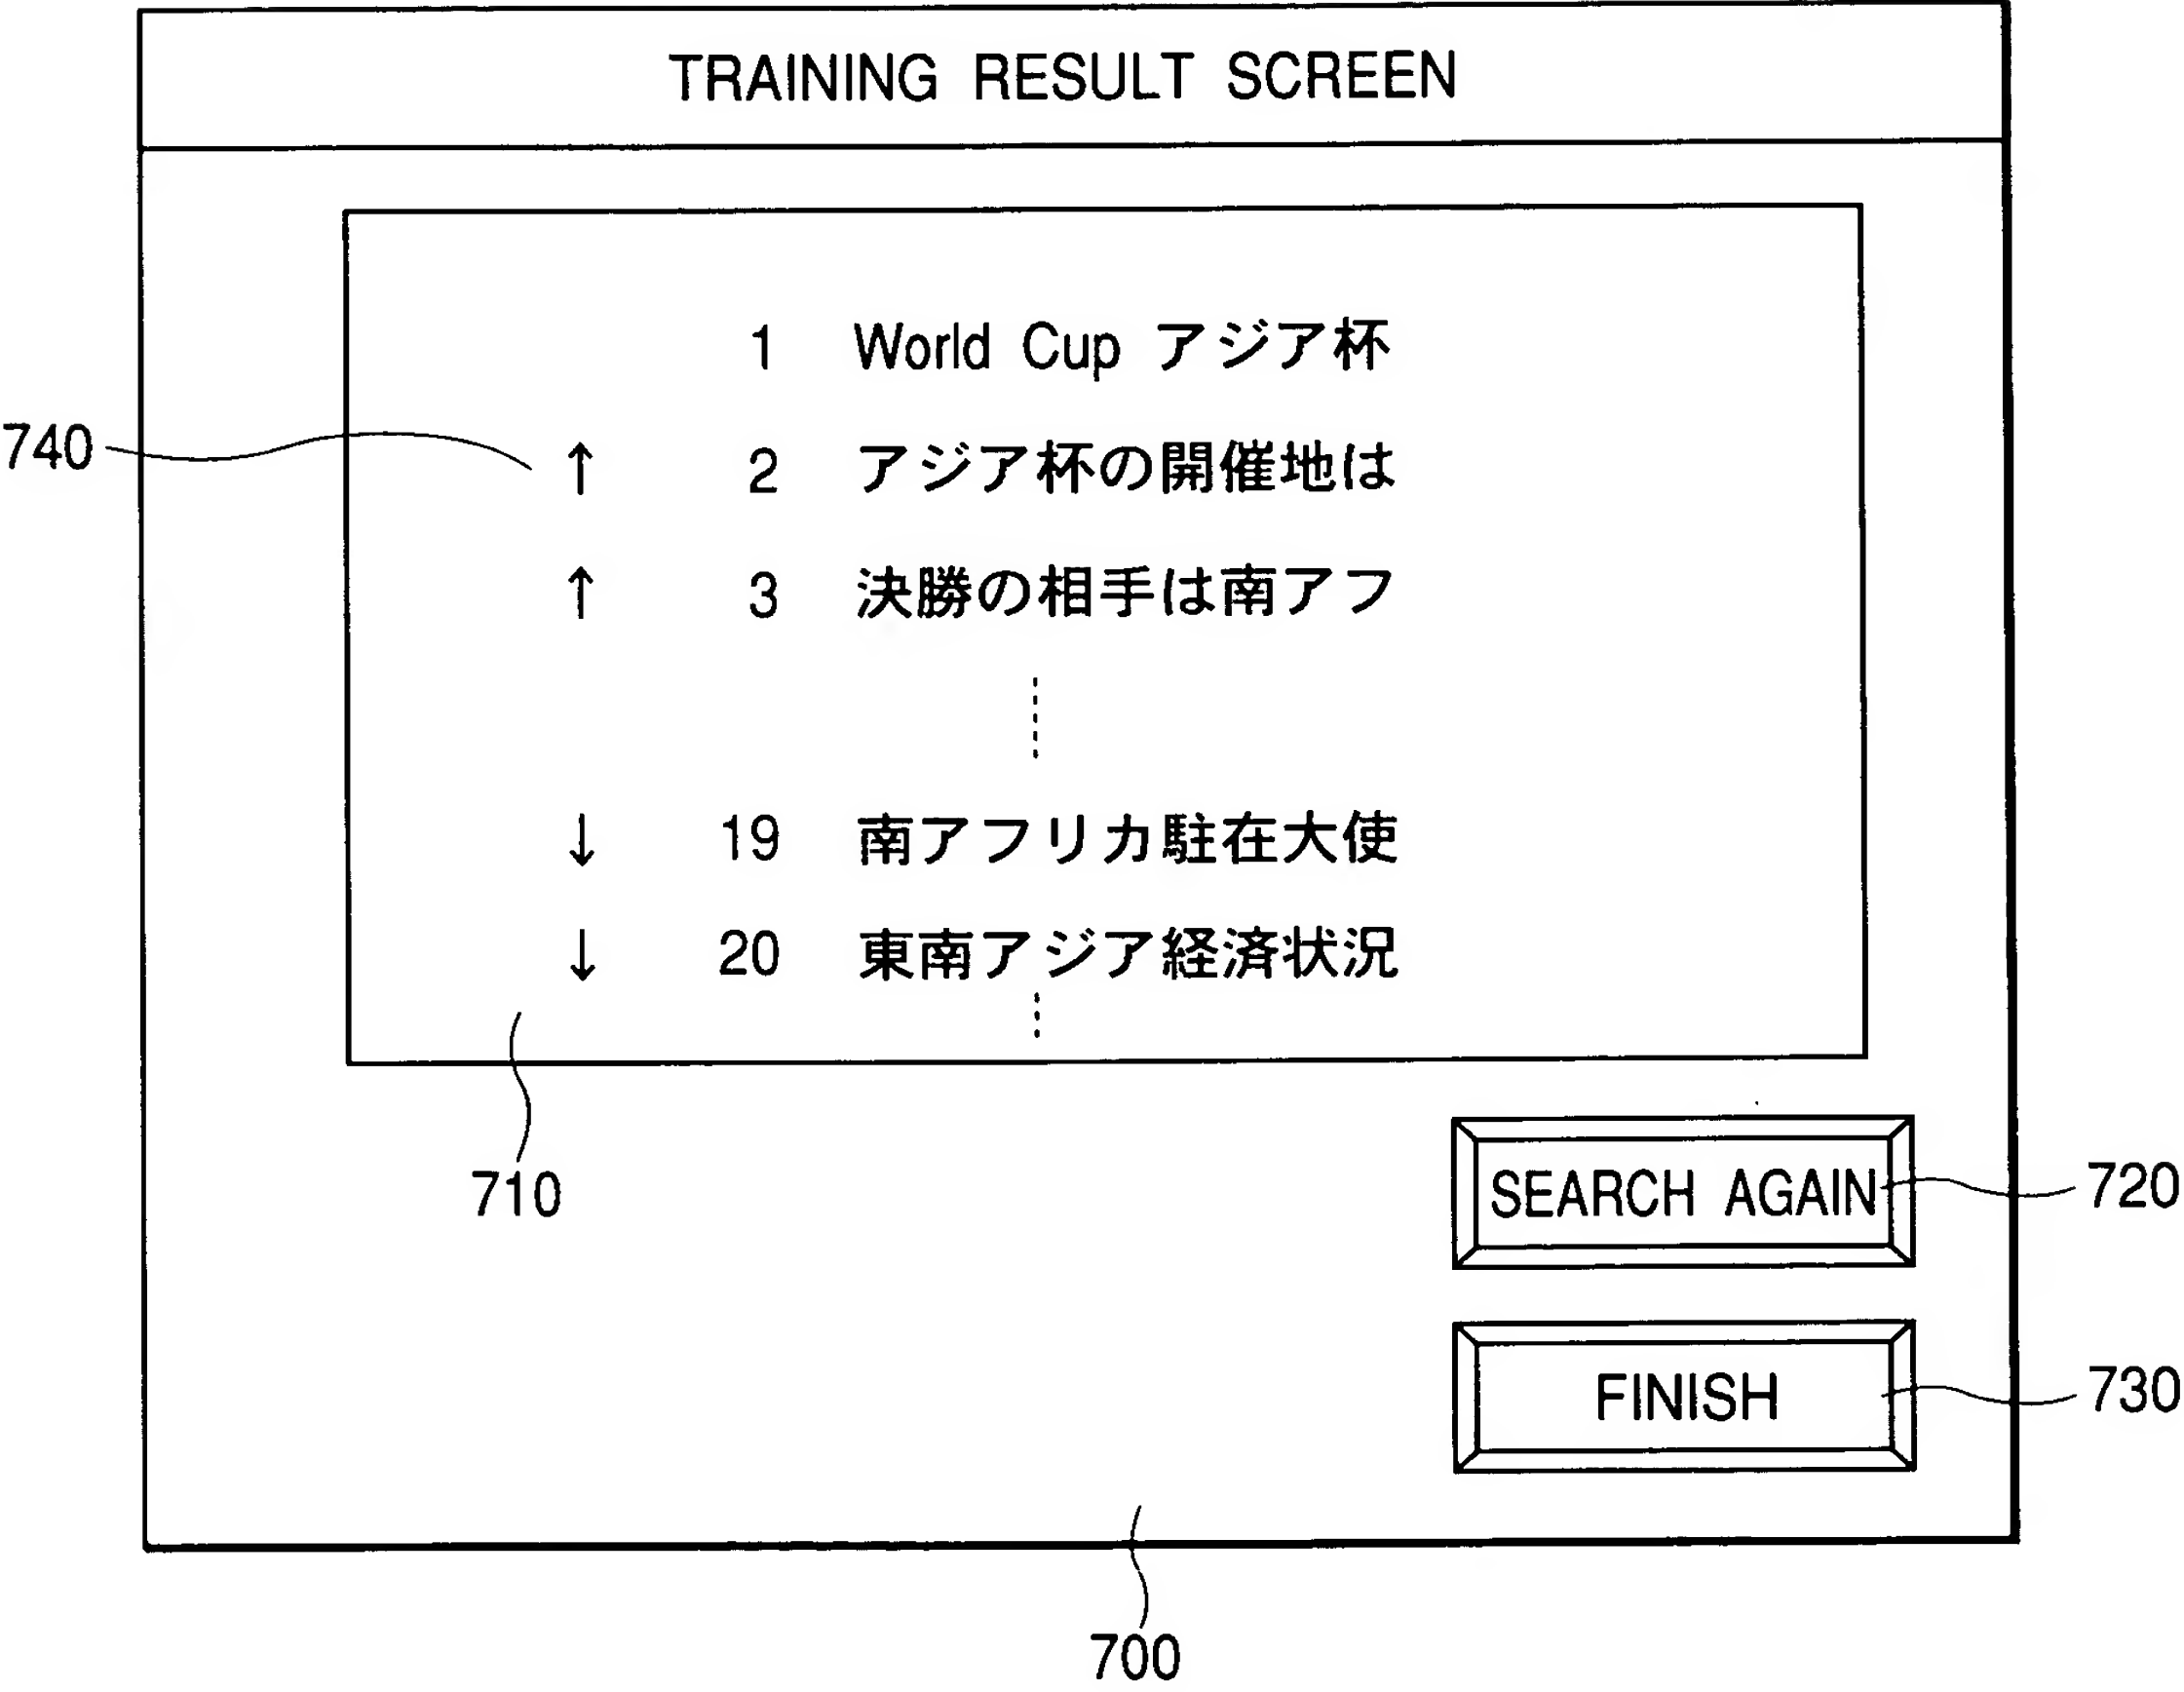 TRAINING RESULT SCREEN
1 World Cup アジア杯
740
↑ 2 アジア杯の開催地は
↑ 3 決勝の相手は南アフ
↓ 19 南アフリカ駐在大使
↓ 20 東南アジア経済状況
710
SEARCH AGAIN
720
FINISH
730
700